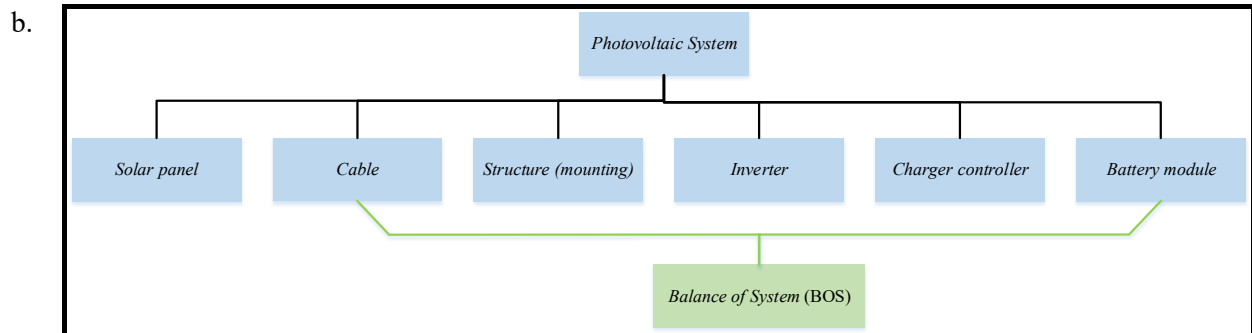 b.
Photovoltaic System
Solar panel
Cable
Structure (mounting)
Inverter
Charger controller
Battery module
Balance of System (BOS)